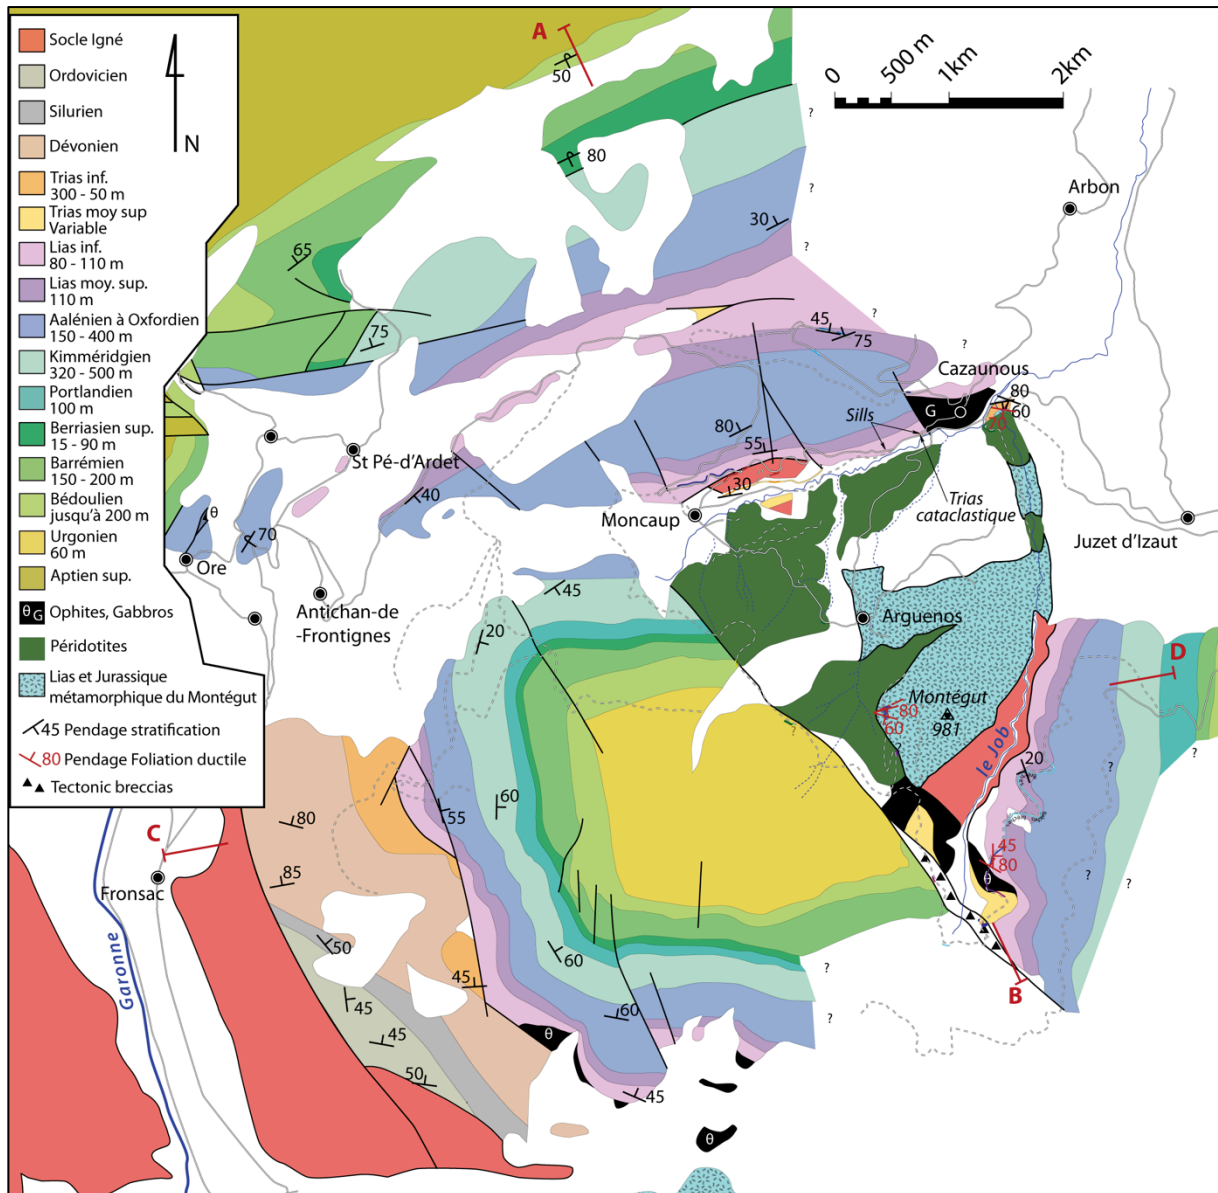 Socle Igné
Ordovicien
Silurien
Dévonien
Trias inf.
300 - 50 m
Trias moy sup
Variable
Lias inf.
80 - 110 m
Lias moy. sup.
110 m
Aalénien à Oxfordien
150 - 400 m
Kimméridgien
320 - 500 m
Portlandien
100 m
Berriasien sup.
15 - 90 m
Barrémien
150 - 200 m
Bédoulien
jusqu'à 200 m
Urgonien
60 m
Aptien sup.
θ G Ophites, Gabbros
Péridotites
Lias et Jurassique
métamorphique du Montégut
45 Pendage stratification
80 Pendage Foliation ductile
Tectonic breccias
N
A
50
0 500 m 1km 2km
80
Arbon
30
?
65
?
75
?
45
75
?
Cazaunous
G
80
60
70
Sills
80
55
St Pé-d'Ardet
40
30
Moncaup
Trias
cataclastique
Juzet d'Izaut
θ
70
Ore
Antichan-de
-Frontignes
45
20
Arguenos
?
D
?
Montégut
981
80
60
?
?
le Job
20
?
?
?
60
55
80
C
85
Fronsac
Garonne
50
45
80
θ
?
?
60
45
45
45
50
60
?
B
?
θ
45
θ